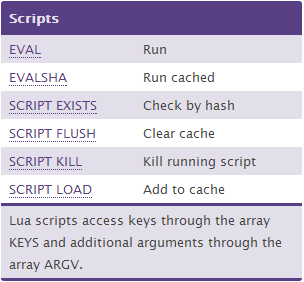 Scripts
EVAL Run
EVALSHA Run cached
SCRIPT EXISTS Check by hash
SCRIPT FLUSH Clear cache
SCRIPT KILL Kill running script
SCRIPT LOAD Add to cache
Lua scripts access keys through the array
KEYS and additional arguments through the
array ARGV.